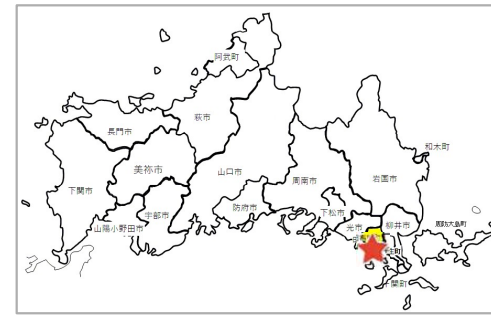 阿武町
萩市
長門市
和木町
美祢市
山口市
周南市
岩国市
下関市
防府市
下松市
宇部市
山陽小野田市
光市
柳井市
周防大島町